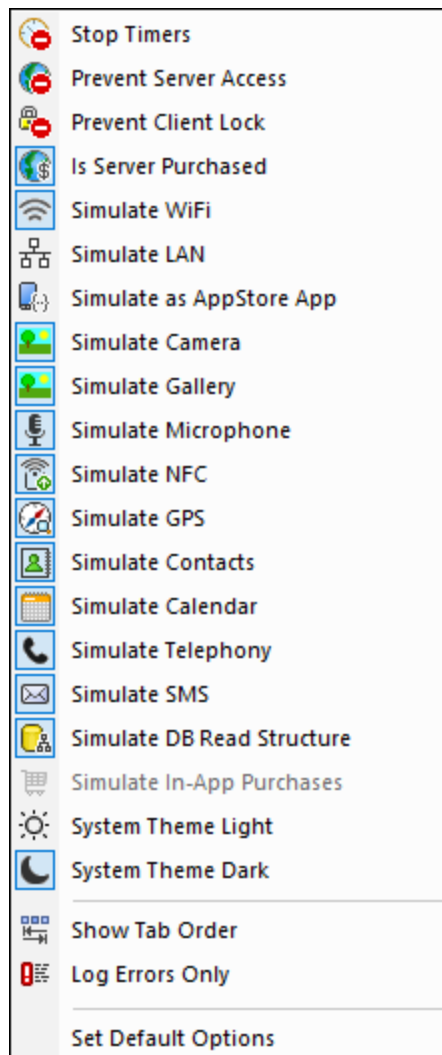 Stop Timers
Prevent Server Access
Prevent Client Lock
Is Server Purchased
Simulate WiFi
Simulate LAN
Simulate as AppStore App
Simulate Camera
Simulate Gallery
Simulate Microphone
Simulate NFC
Simulate GPS
Simulate Contacts
Simulate Calendar
Simulate Telephony
Simulate SMS
Simulate DB Read Structure
Simulate In-App Purchases
System Theme Light
System Theme Dark
Show Tab Order
Log Errors Only
Set Default Options